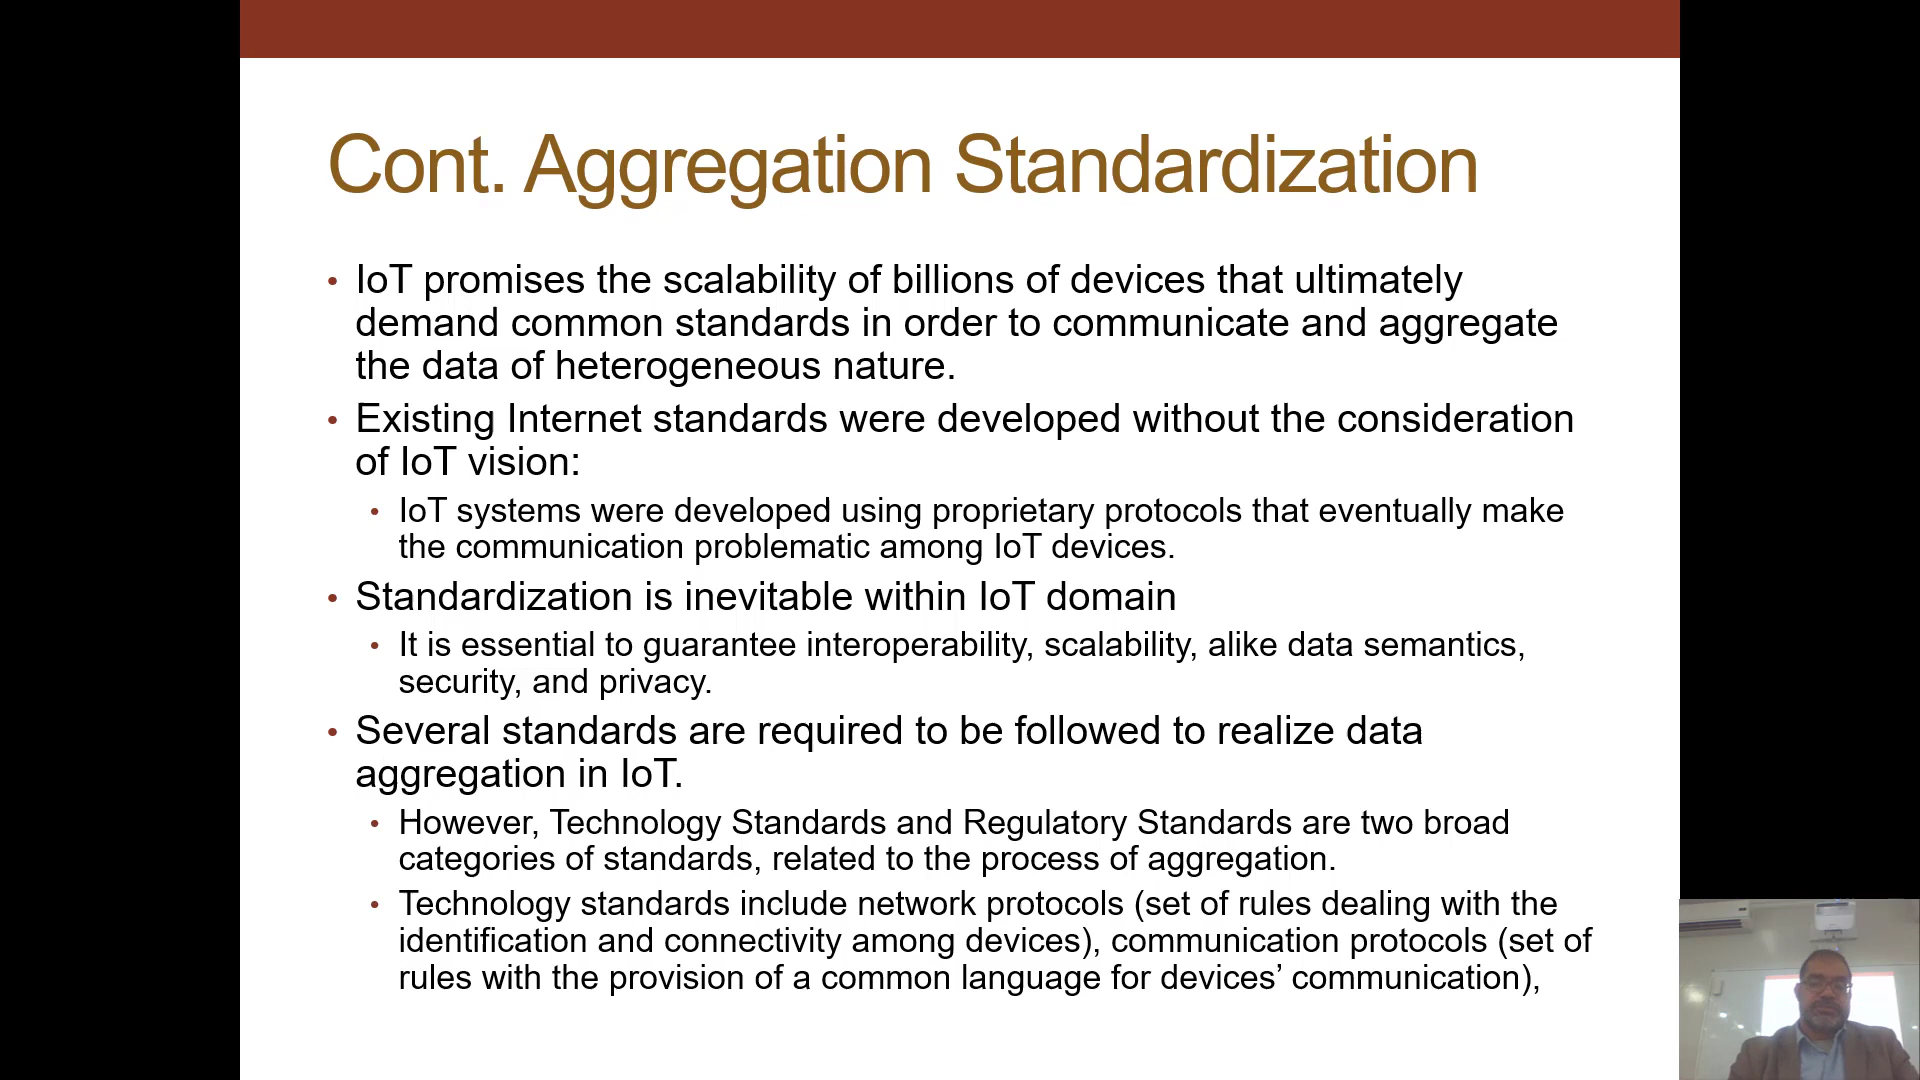 Cont. Aggregation Standardization
• IoT promises the scalability of billions of devices that ultimately
demand common standards in order to communicate and aggregate
the data of heterogeneous nature.
• Existing Internet standards were developed without the consideration
of IoT vision:
• IoT systems were developed using proprietary protocols that eventually make
the communication problematic among IoT devices.
• Standardization is inevitable within IoT domain
• It is essential to guarantee interoperability, scalability, alike data semantics,
security, and privacy.
• Several standards are required to be followed to realize data
aggregation in IoT.
• However, Technology Standards and Regulatory Standards are two broad
categories of standards, related to the process of aggregation.
• Technology standards include network protocols (set of rules dealing with the
identification and connectivity among devices), communication protocols (set of
rules with the provision of a common language for devices’ communication),